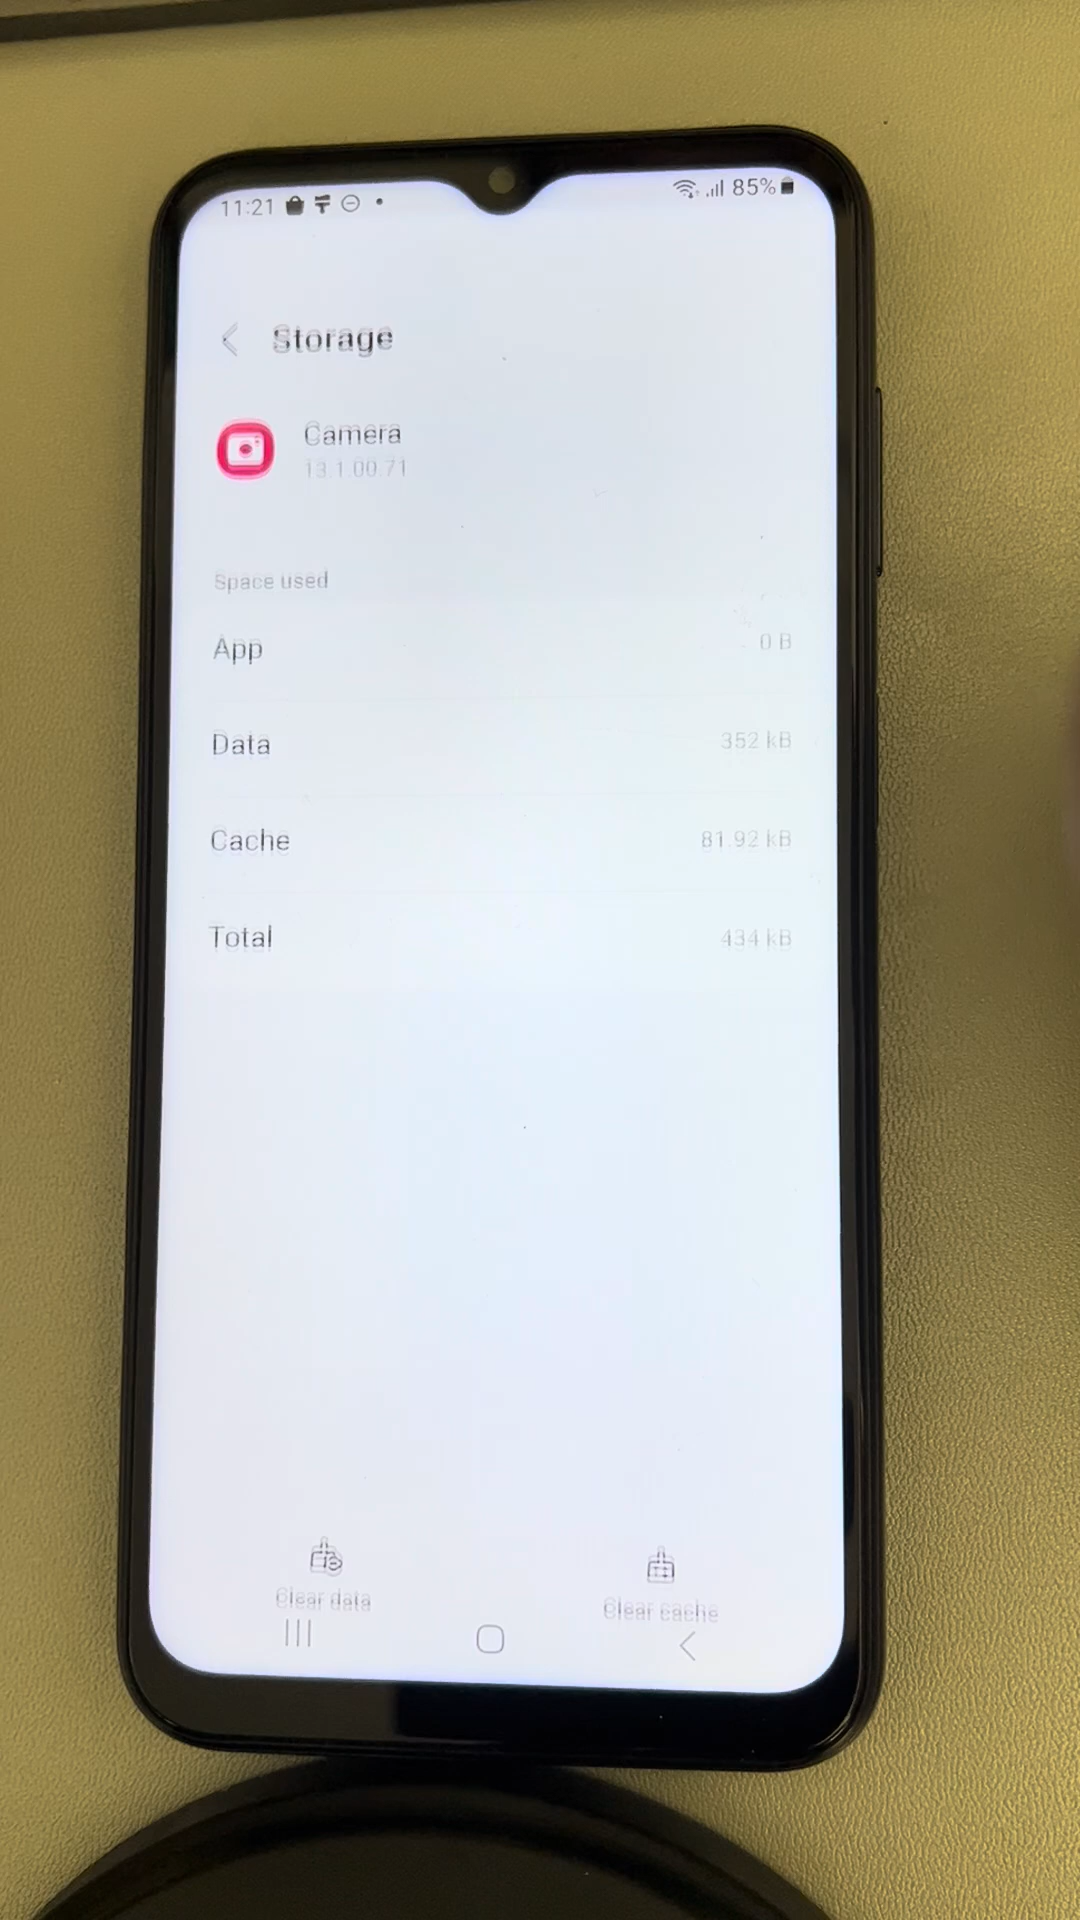 11:21
85%
Storage
Camera
13.1.00.71
Space used
App 0 B
Data 352 kB
Cache 81.92 kB
Total 434 kB
Clear data
Clear cache